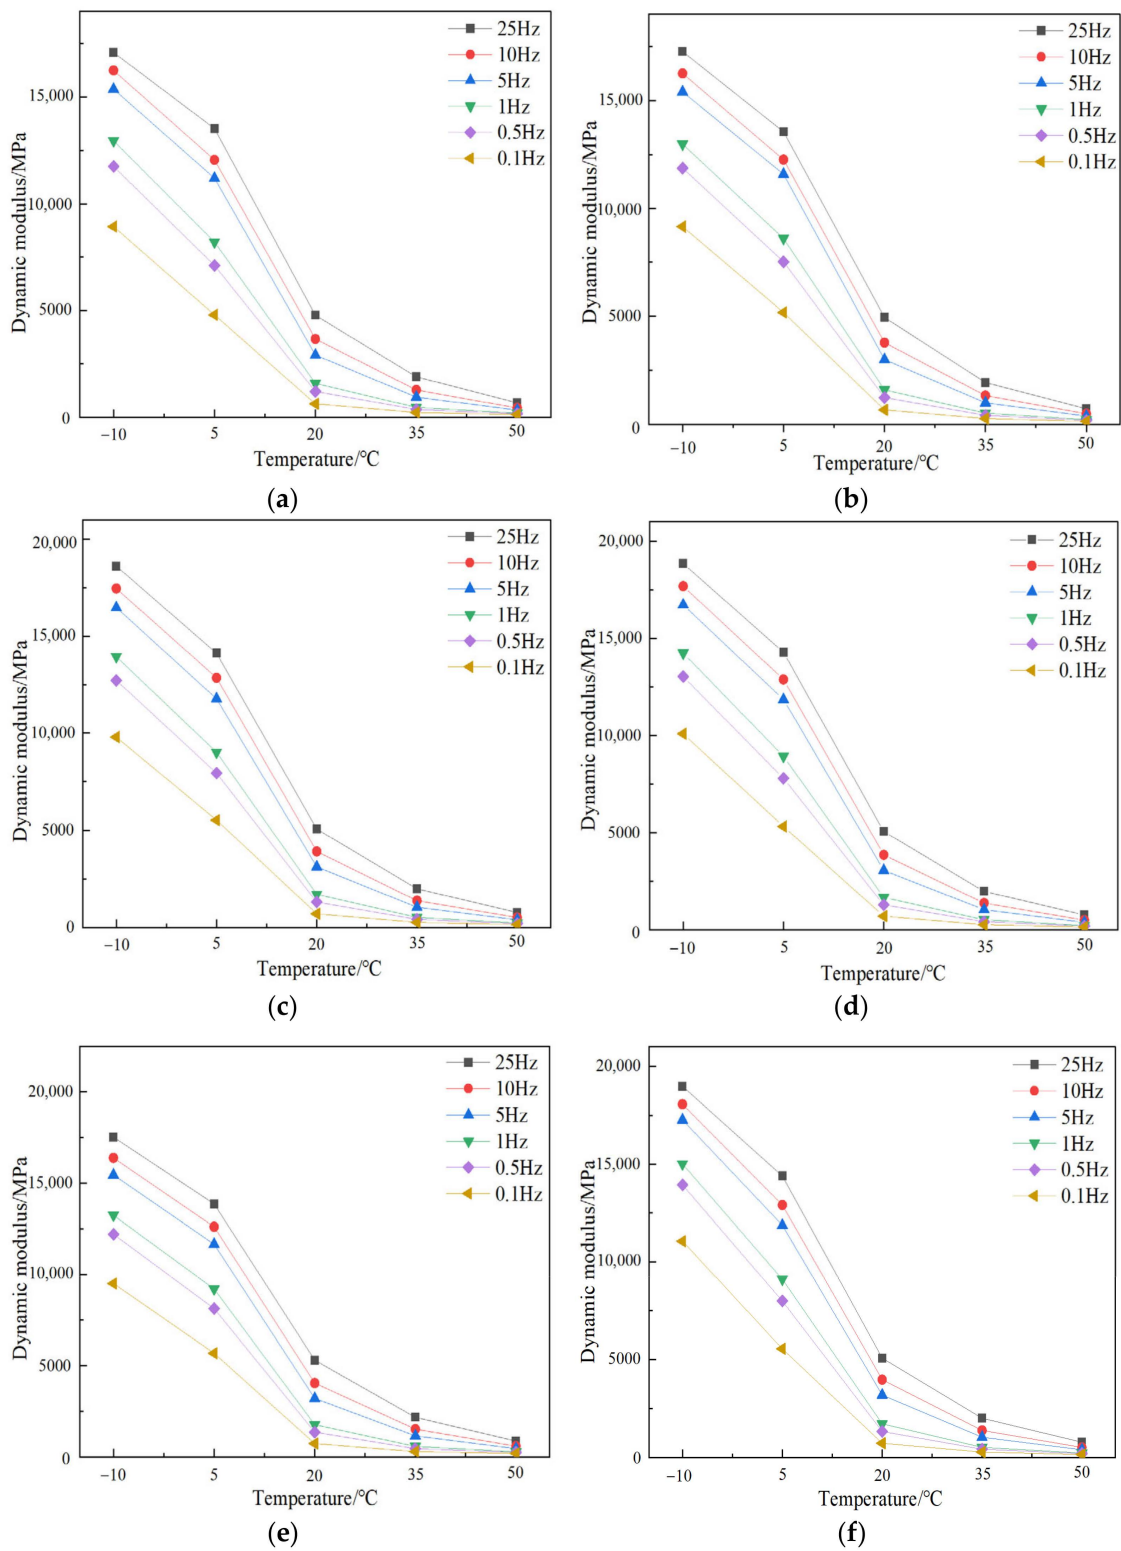 25Hz
10Hz
5Hz
1Hz
0.5Hz
0.1Hz
Dynamic modulus/MPa
15,000
10,000
5000
0
−10 5 20 35 50
Temperature/℃
(a)
25Hz
10Hz
5Hz
1Hz
0.5Hz
0.1Hz
Dynamic modulus/MPa
15,000
10,000
5000
0
−10 5 20 35 50
Temperature/℃
(b)
25Hz
10Hz
5Hz
1Hz
0.5Hz
0.1Hz
Dynamic modulus/MPa
20,000
15,000
10,000
5000
0
−10 5 20 35 50
Temperature/℃
(c)
25Hz
10Hz
5Hz
1Hz
0.5Hz
0.1Hz
Dynamic modulus/MPa
20,000
15,000
10,000
5000
0
−10 5 20 35 50
Temperature/℃
(d)
25Hz
10Hz
5Hz
1Hz
0.5Hz
0.1Hz
Dynamic modulus/MPa
20,000
15,000
10,000
5000
0
−10 5 20 35 50
Temperature/℃
(e)
25Hz
10Hz
5Hz
1Hz
0.5Hz
0.1Hz
Dynamic modulus/MPa
20,000
15,000
10,000
5000
0
−10 5 20 35 50
Temperature/℃
(f)